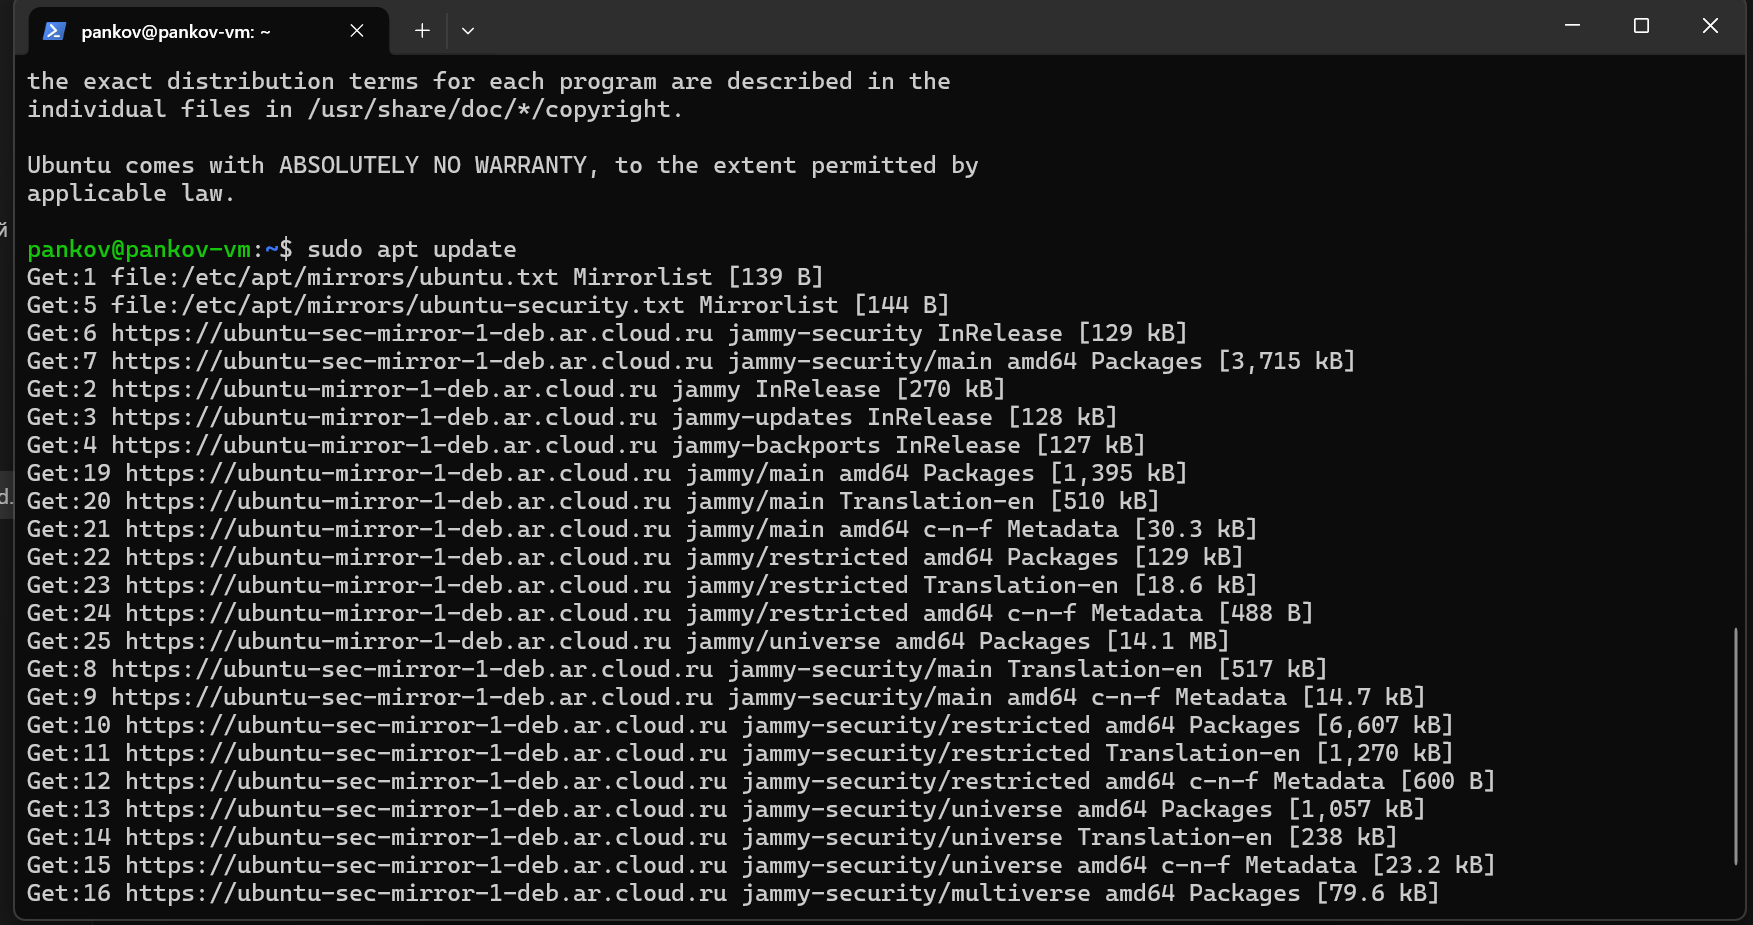 pankov@pankov-vm: ~
the exact distribution terms for each program are described in the
individual files in /usr/share/doc/*/copyright.
Ubuntu comes with ABSOLUTELY NO WARRANTY, to the extent permitted by
applicable law.
й
pankov@pankov-vm:~$ sudo apt update
Get:1 file:/etc/apt/mirrors/ubuntu.txt Mirrorlist [139 B]
Get:5 file:/etc/apt/mirrors/ubuntu-security.txt Mirrorlist [144 B]
Get:6 https://ubuntu-sec-mirror-1-deb.ar.cloud.ru jammy-security InRelease [129 kB]
Get:7 https://ubuntu-sec-mirror-1-deb.ar.cloud.ru jammy-security/main amd64 Packages [3,715 kB]
Get:2 https://ubuntu-mirror-1-deb.ar.cloud.ru jammy InRelease [270 kB]
Get:3 https://ubuntu-mirror-1-deb.ar.cloud.ru jammy-updates InRelease [128 kB]
Get:4 https://ubuntu-mirror-1-deb.ar.cloud.ru jammy-backports InRelease [127 kB]
Get:19 https://ubuntu-mirror-1-deb.ar.cloud.ru jammy/main amd64 Packages [1,395 kB]
d.
Get:20 https://ubuntu-mirror-1-deb.ar.cloud.ru jammy/main Translation-en [510 kB]
Get:21 https://ubuntu-mirror-1-deb.ar.cloud.ru jammy/main amd64 c-n-f Metadata [30.3 kB]
Get:22 https://ubuntu-mirror-1-deb.ar.cloud.ru jammy/restricted amd64 Packages [129 kB]
Get:23 https://ubuntu-mirror-1-deb.ar.cloud.ru jammy/restricted Translation-en [18.6 kB]
Get:24 https://ubuntu-mirror-1-deb.ar.cloud.ru jammy/restricted amd64 c-n-f Metadata [488 B]
Get:25 https://ubuntu-mirror-1-deb.ar.cloud.ru jammy/universe amd64 Packages [14.1 MB]
Get:8 https://ubuntu-sec-mirror-1-deb.ar.cloud.ru jammy-security/main Translation-en [517 kB]
Get:9 https://ubuntu-sec-mirror-1-deb.ar.cloud.ru jammy-security/main amd64 c-n-f Metadata [14.7 kB]
Get:10 https://ubuntu-sec-mirror-1-deb.ar.cloud.ru jammy-security/restricted amd64 Packages [6,607 kB]
Get:11 https://ubuntu-sec-mirror-1-deb.ar.cloud.ru jammy-security/restricted Translation-en [1,270 kB]
Get:12 https://ubuntu-sec-mirror-1-deb.ar.cloud.ru jammy-security/restricted amd64 c-n-f Metadata [600 B]
Get:13 https://ubuntu-sec-mirror-1-deb.ar.cloud.ru jammy-security/universe amd64 Packages [1,057 kB]
Get:14 https://ubuntu-sec-mirror-1-deb.ar.cloud.ru jammy-security/universe Translation-en [238 kB]
Get:15 https://ubuntu-sec-mirror-1-deb.ar.cloud.ru jammy-security/universe amd64 c-n-f Metadata [23.2 kB]
Get:16 https://ubuntu-sec-mirror-1-deb.ar.cloud.ru jammy-security/multiverse amd64 Packages [79.6 kB]